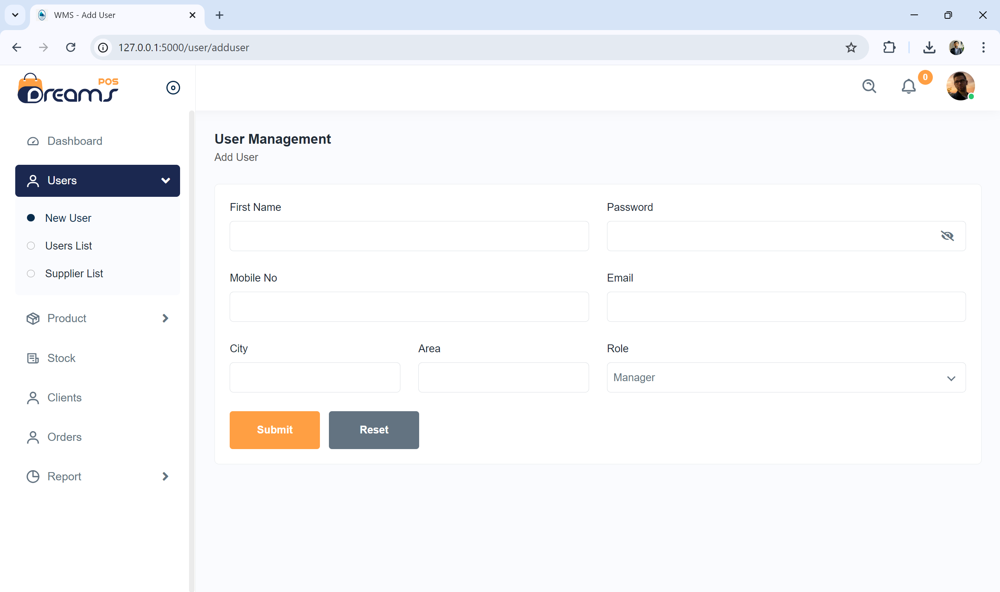 WMS - Add User
127.0.0.1:5000/user/adduser
Dreams POS
0
Dashboard
Users
New User
Users List
Supplier List
Product
Stock
Clients
Orders
Report
User Management
Add User
First Name
Password
Mobile No
Email
City
Area
Role
Manager
Submit
Reset